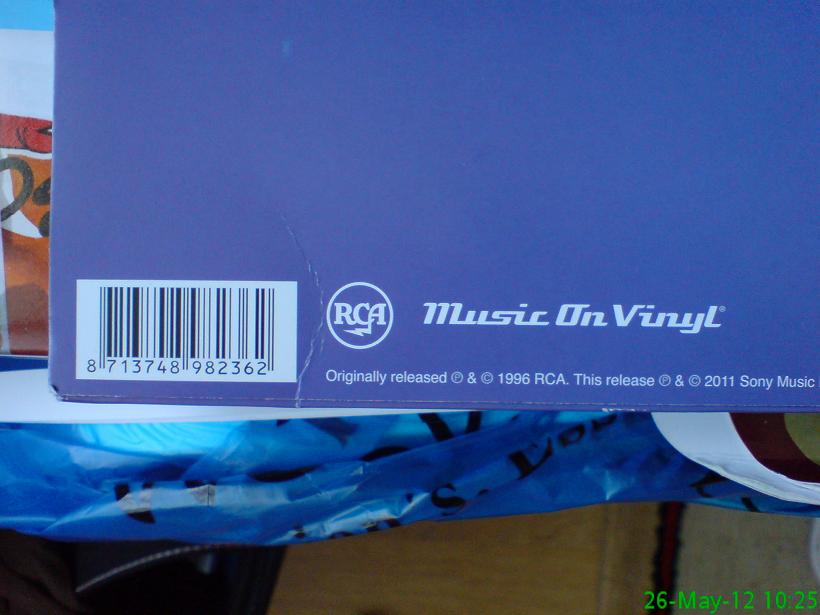 RCA
Music On Vinyl®
8 713748 982362
Originally released ℗ & © 1996 RCA. This release ℗ & © 2011 Sony Music
26-May-12 10:25